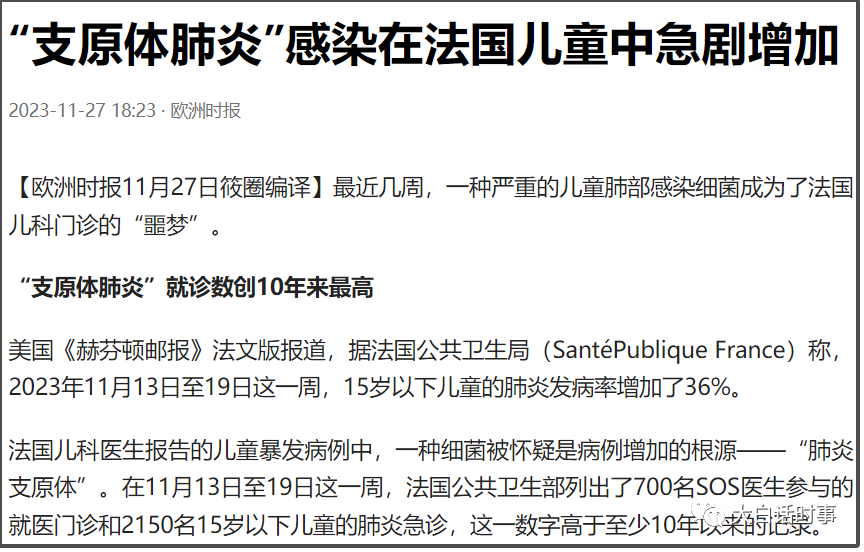 “支原体肺炎”感染在法国儿童中急剧增加
2023-11-27 18:23 · 欧洲时报
【欧洲时报11月27日筱圈编译】最近几周，一种严重的儿童肺部感染细菌成为了法国
儿科门诊的“噩梦”。
“支原体肺炎”就诊数创10年来最高
美国《赫芬顿邮报》法文版报道，据法国公共卫生局（SantéPublique France）称，
2023年11月13日至19日这一周，15岁以下儿童的肺炎发病率增加了36%。
法国儿科医生报告的儿童暴发病例中，一种细菌被怀疑是病例增加的根源——“肺炎
支原体”。在11月13日至19日这一周，法国公共卫生部列出了700名SOS医生参与的
就医门诊和2150名15岁以下儿童的肺炎急诊，这一数字高于至少10年以来的记录。
大白话时事